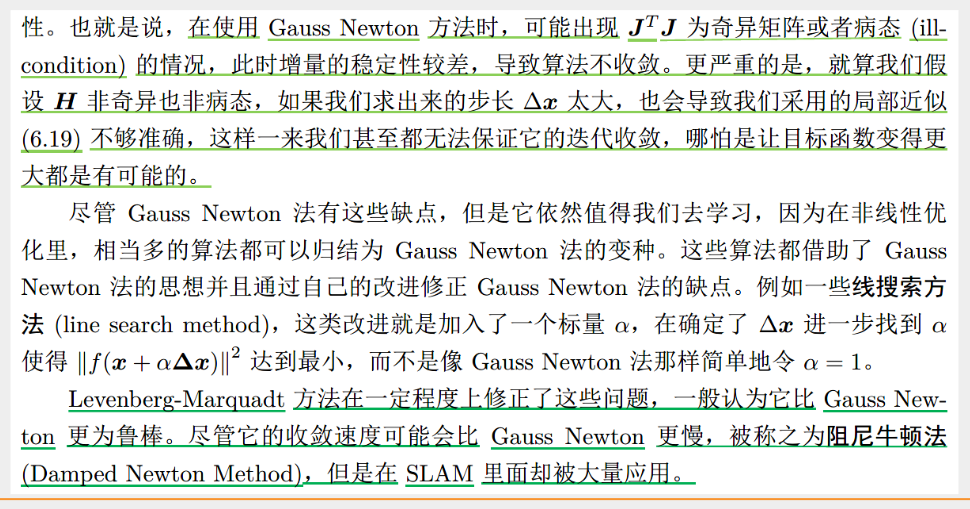 性。也就是说，在使用 Gauss Newton 方法时，可能出现 JᵀJ 为奇异矩阵或者病态 (ill-
condition) 的情况，此时增量的稳定性较差，导致算法不收敛。更严重的是，就算我们假
设 H 非奇异也非病态，如果我们求出来的步长 Δx 太大，也会导致我们采用的局部近似
(6.19) 不够准确，这样一来我们甚至都无法保证它的迭代收敛，哪怕是让目标函数变得更
大都是有可能的。
尽管 Gauss Newton 法有这些缺点，但是它依然值得我们去学习，因为在非线性优
化里，相当多的算法都可以归结为 Gauss Newton 法的变种。这些算法都借助了 Gauss
Newton 法的思想并且通过自己的改进修正 Gauss Newton 法的缺点。例如一些线搜索方
法 (line search method)，这类改进就是加入了一个标量 α，在确定了 Δx 进一步找到 α
使得 ‖f(x + αΔx)‖² 达到最小，而不是像 Gauss Newton 法那样简单地令 α = 1。
Levenberg-Marquadt 方法在一定程度上修正了这些问题，一般认为它比 Gauss New-
ton 更为鲁棒。尽管它的收敛速度可能会比 Gauss Newton 更慢，被称之为阻尼牛顿法
(Damped Newton Method)，但是在 SLAM 里面却被大量应用。